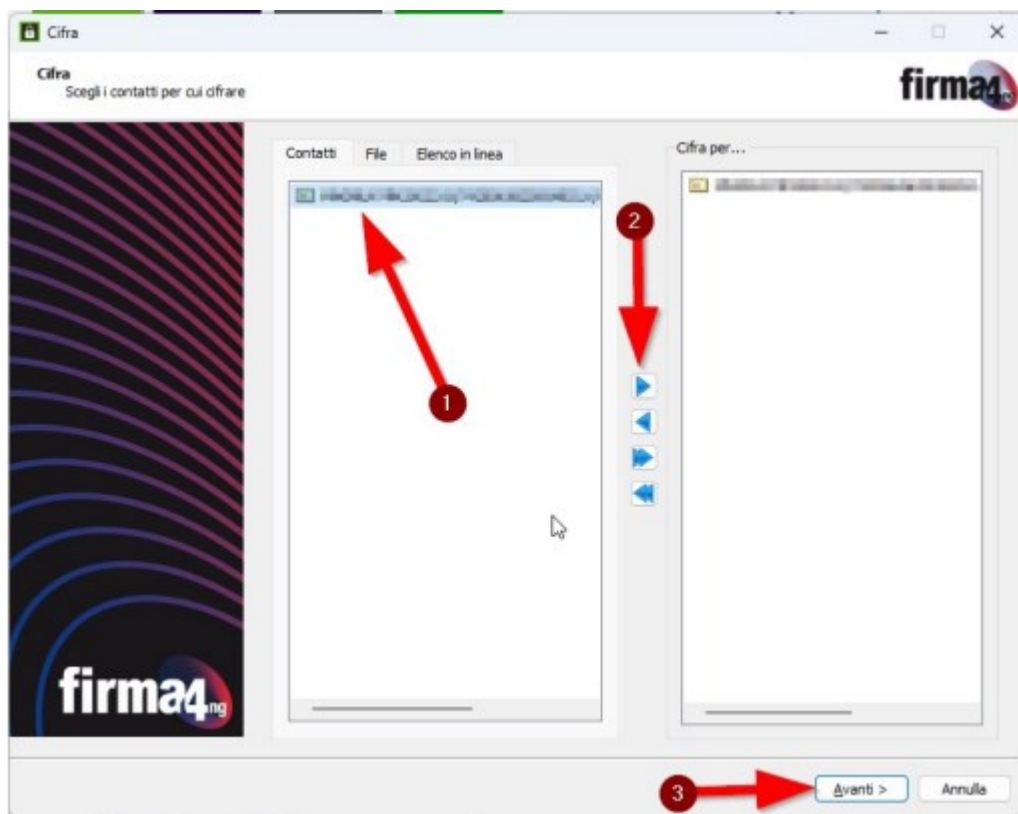 Cifra
Cifra
Scegli i contatti per cui cifrare
firma4ng
Contatti File Elenco in linea
Cifra per...
2
1
firma4ng
3
Avanti > Annulla